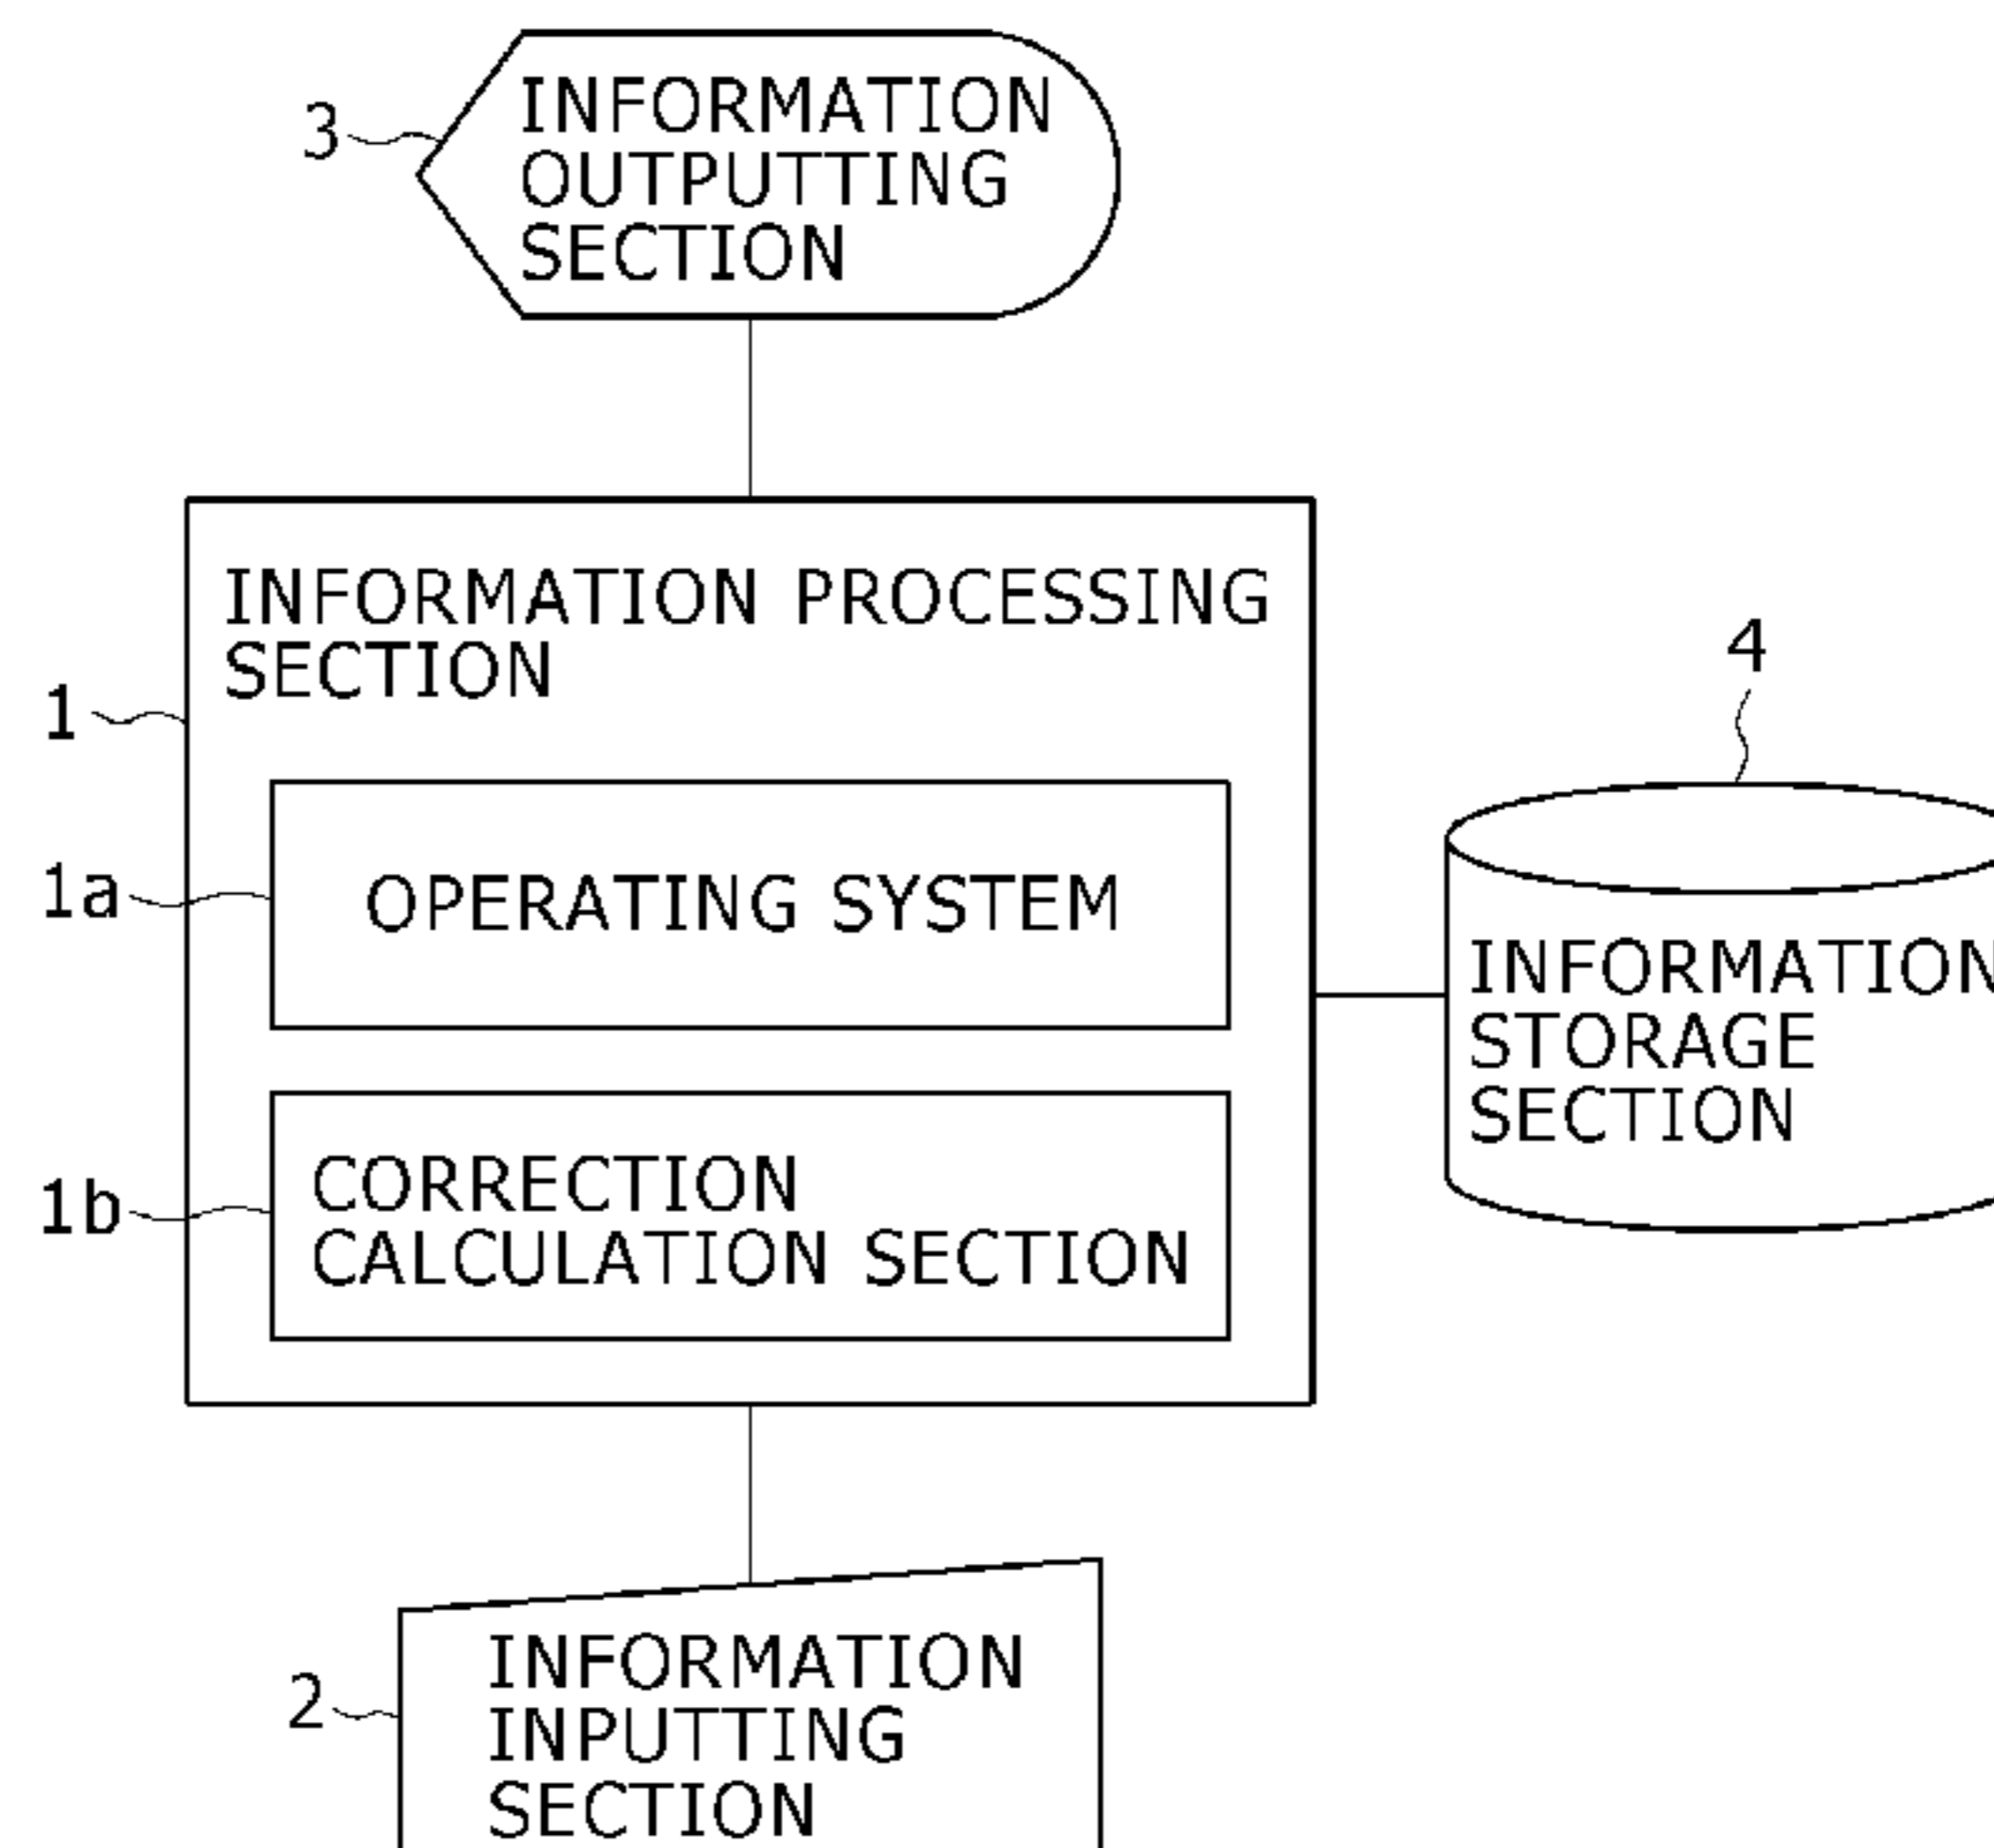 3
INFORMATION
OUTPUTTING
SECTION
INFORMATION PROCESSING
SECTION
1
4
1a
OPERATING SYSTEM
INFORMATION
STORAGE
SECTION
1b
CORRECTION
CALCULATION SECTION
2
INFORMATION
INPUTTING
SECTION